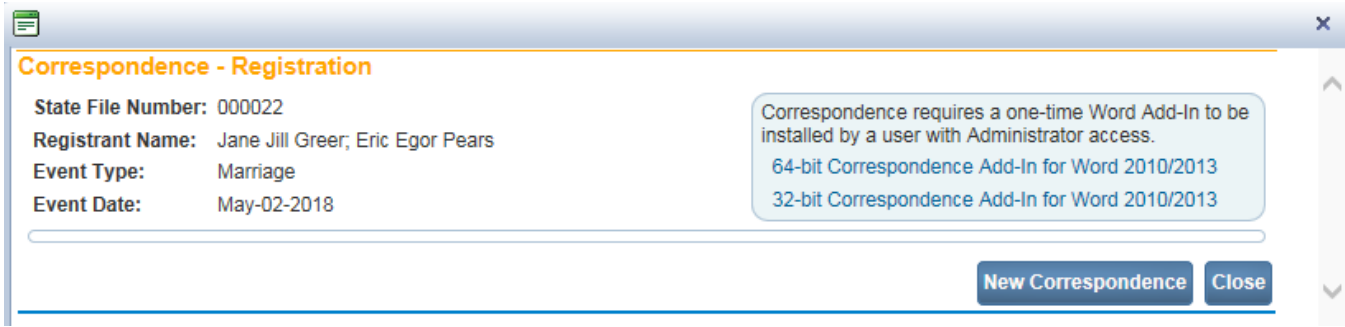 Correspondence - Registration
State File Number: 000022
Registrant Name: Jane Jill Greer; Eric Egor Pears
Event Type: Marriage
Event Date: May-02-2018
Correspondence requires a one-time Word Add-In to be
installed by a user with Administrator access.
64-bit Correspondence Add-In for Word 2010/2013
32-bit Correspondence Add-In for Word 2010/2013
New Correspondence
Close